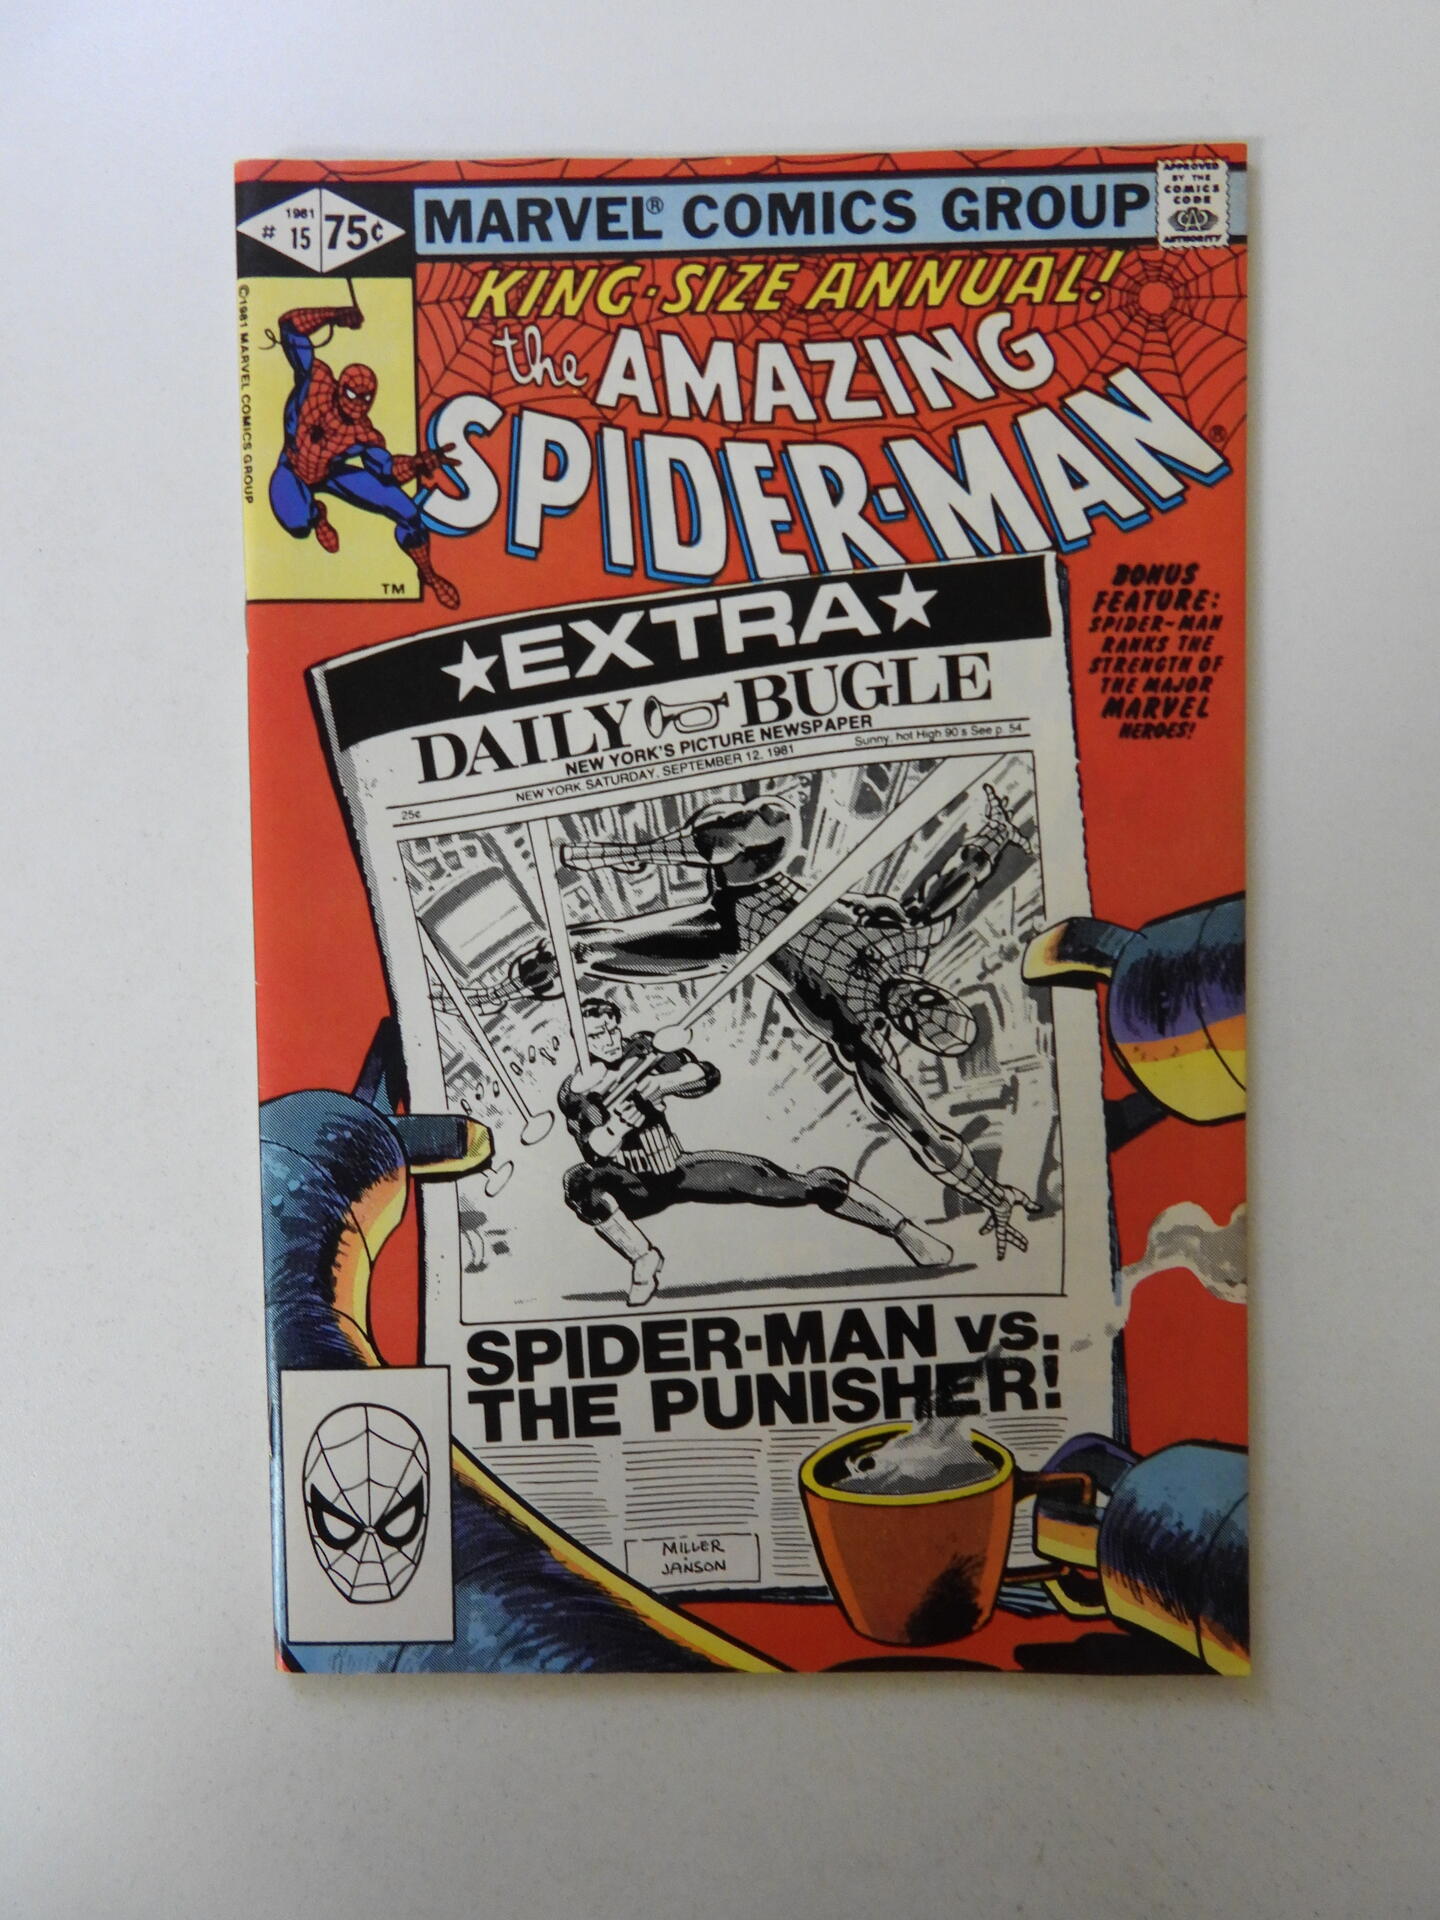 1981
# 15
75¢
MARVEL® COMICS GROUP
APPROVED
BY THE
COMICS
CODE
CA
AUTHORITY
©1981 MARVEL COMICS GROUP
TM
KING-SIZE ANNUAL!
the AMAZING
SPIDER-MAN®
BONUS
FEATURE:
SPIDER-MAN
RANKS THE
STRENGTH OF
THE MAJOR
MARVEL
HEROES!
★EXTRA★
DAILY BUGLE
NEW YORK'S PICTURE NEWSPAPER
NEW YORK SATURDAY, SEPTEMBER 12, 1981
Sunny, hot High 90s See p. 54
25¢
SPIDER-MAN vs.
THE PUNISHER!
MILLER
JANSON